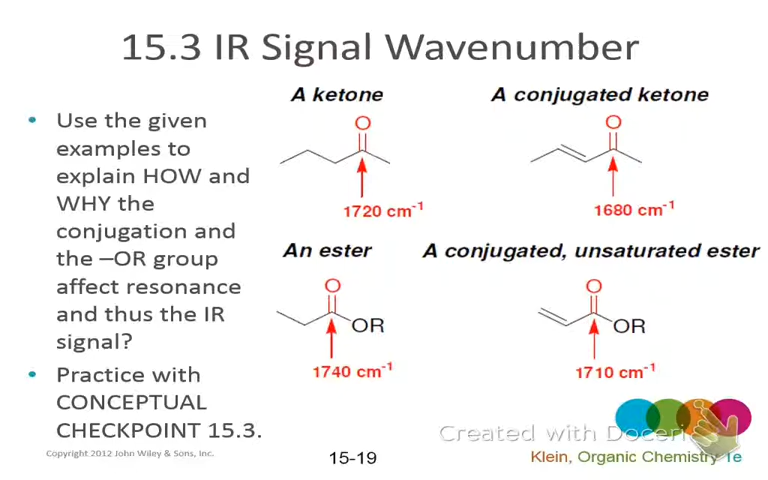 15.3 IR Signal Wavenumber
• Use the given
examples to
explain HOW and
WHY the
conjugation and
the –OR group
affect resonance
and thus the IR
signal?
• Practice with
CONCEPTUAL
CHECKPOINT 15.3.
A ketone
O
1720 cm⁻¹
A conjugated ketone
O
1680 cm⁻¹
An ester
O
OR
1740 cm⁻¹
A conjugated, unsaturated ester
O
OR
1710 cm⁻¹
Created with Doceri
Copyright 2012 John Wiley & Sons, Inc.
15-19
Klein, Organic Chemistry 1e